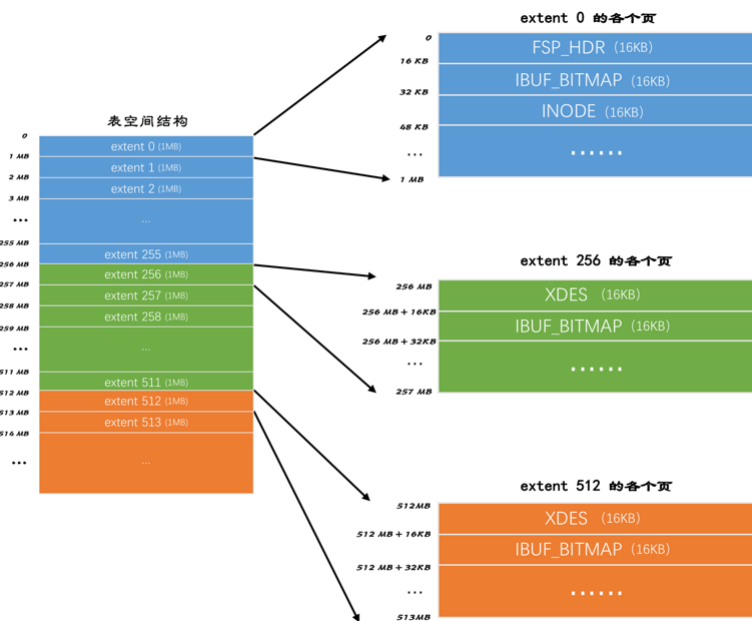 表空间结构
0
extent 0 (1MB)
1 MB
extent 1 (1MB)
2 MB
extent 2 (1MB)
3 MB
...
...
255 MB
extent 255 (1MB)
256 MB
extent 256 (1MB)
257 MB
extent 257 (1MB)
258 MB
extent 258 (1MB)
259 MB
...
...
511 MB
extent 511 (1MB)
512 MB
extent 512 (1MB)
513 MB
extent 513 (1MB)
514 MB
...
...
extent 0 的各个页
0
FSP_HDR (16KB)
16 KB
IBUF_BITMAP (16KB)
32 KB
INODE (16KB)
48 KB
...
......
1 MB
extent 256 的各个页
256 MB
XDES (16KB)
256 MB + 16KB
IBUF_BITMAP (16KB)
256 MB + 32KB
...
......
257 MB
extent 512 的各个页
512MB
XDES (16KB)
512 MB + 16KB
IBUF_BITMAP (16KB)
512 MB + 32KB
...
......
513MB